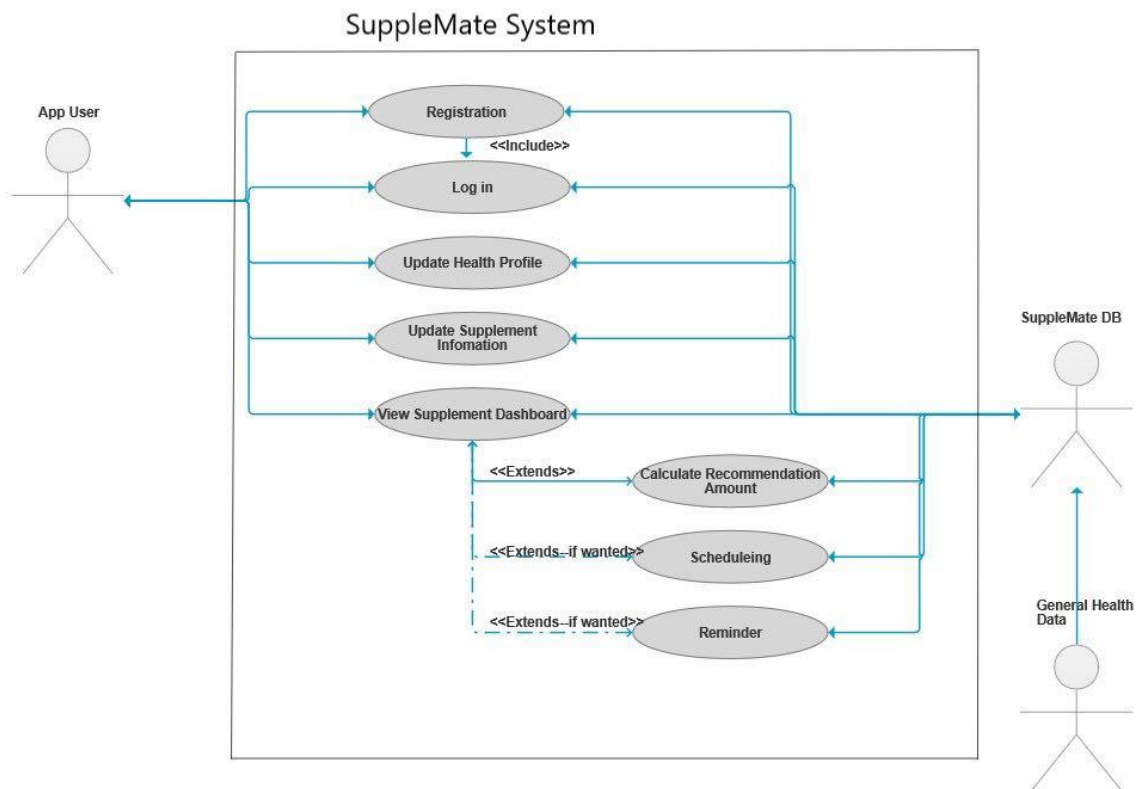 SuppleMate System
App User
Registration
<<Include>>
Log in
Update Health Profile
Update Supplement
Infomation
SuppleMate DB
View Supplement Dashboard
<<Extends>>
Calculate Recommendation
Amount
<<Extends--if wanted>>
Scheduleing
<<Extends--if wanted>>
Reminder
General Health
Data